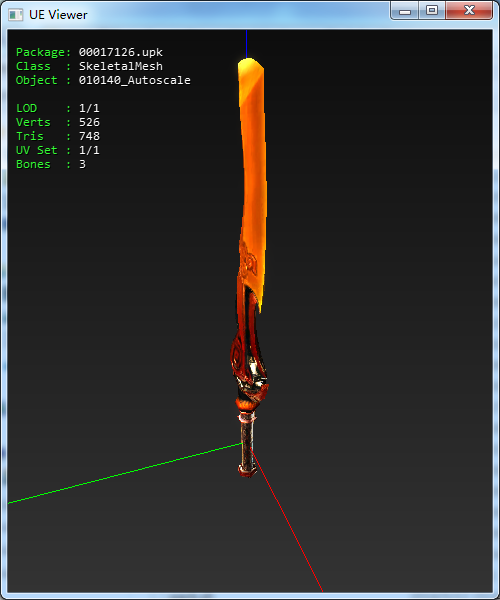 UE Viewer
Package: 00017126.upk
Class : SkeletalMesh
Object : 010140_Autoscale
LOD : 1/1
Verts : 526
Tris : 748
UV Set : 1/1
Bones : 3